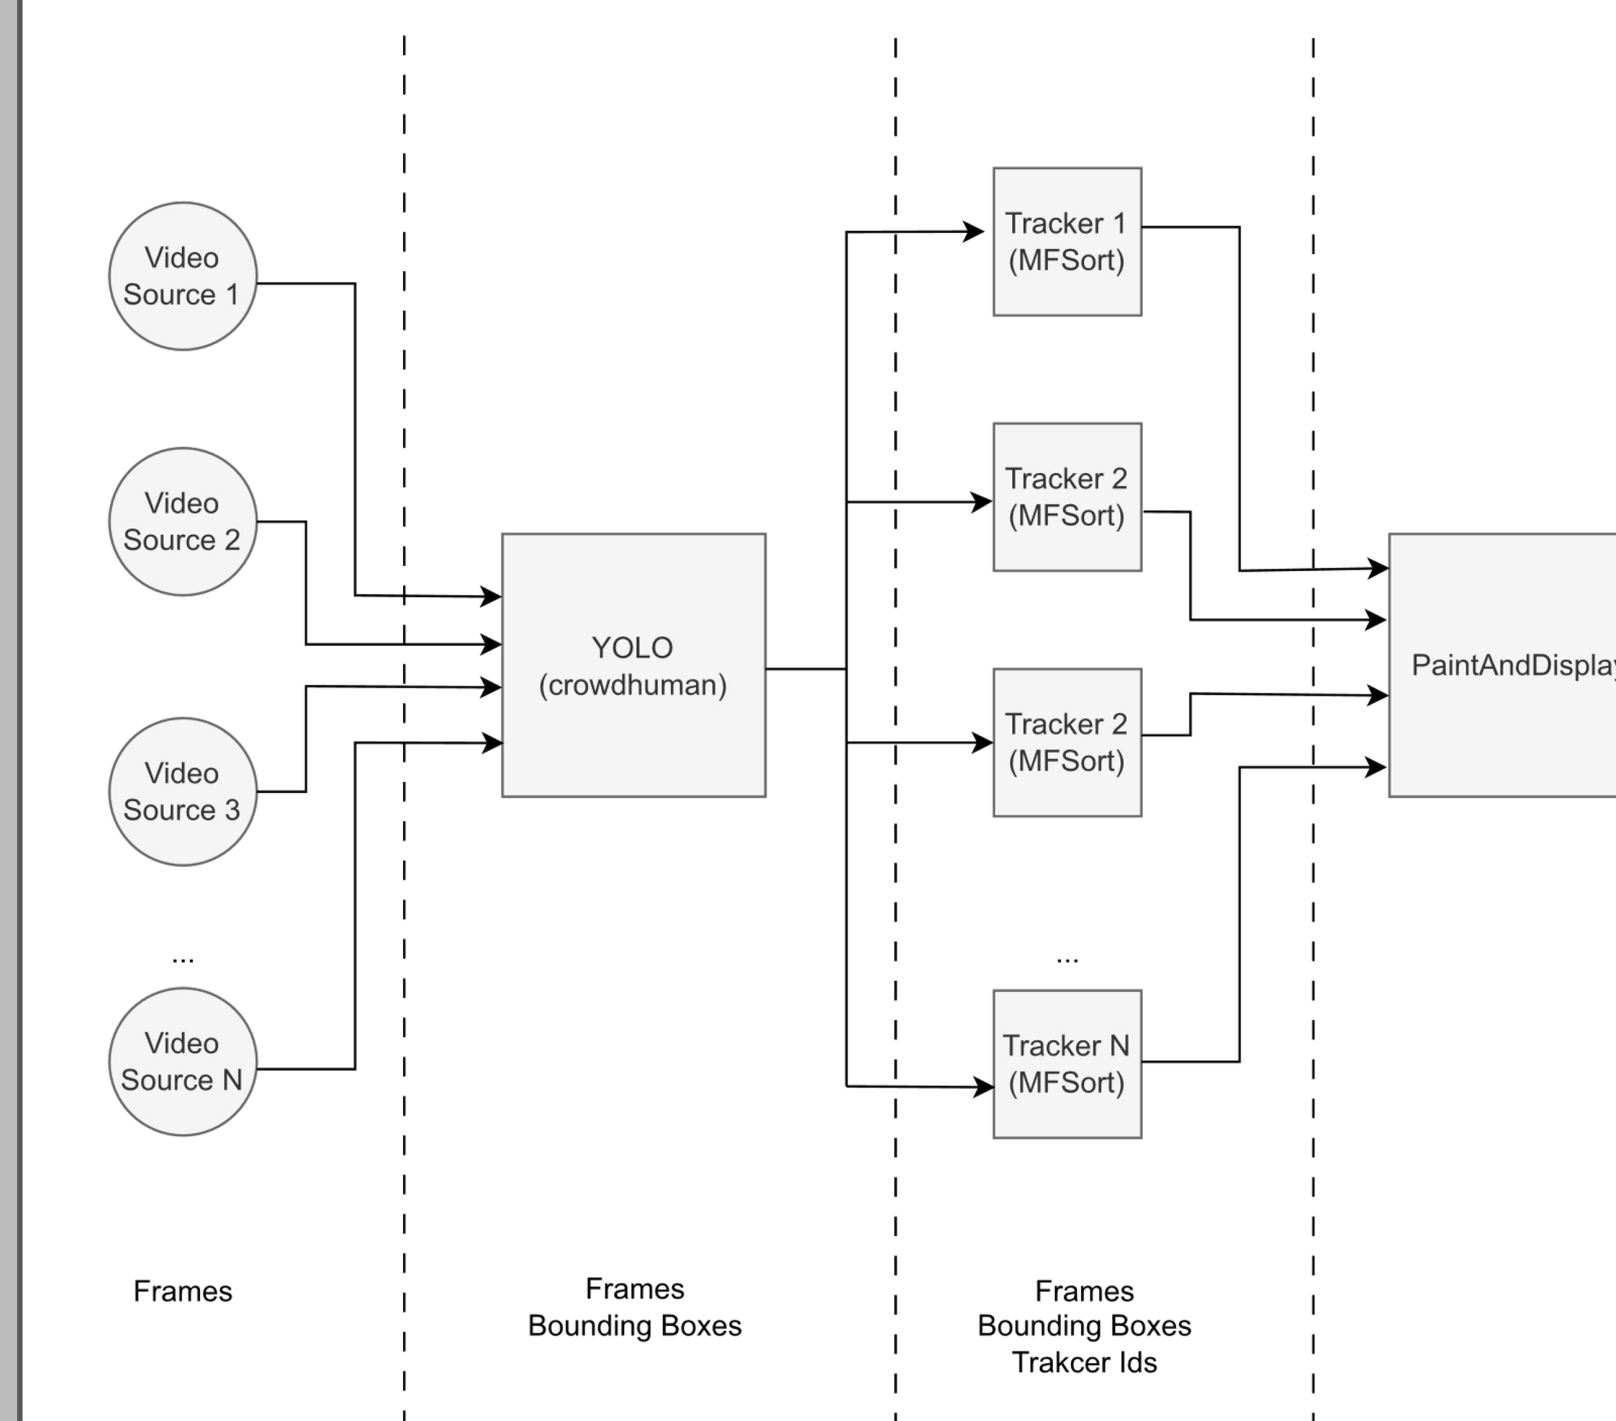 Video
Source 1
Video
Source 2
Video
Source 3
...
Video
Source N
Frames
YOLO
(crowdhuman)
Frames
Bounding Boxes
Tracker 1
(MFSort)
Tracker 2
(MFSort)
Tracker 2
(MFSort)
...
Tracker N
(MFSort)
Frames
Bounding Boxes
Trakcer Ids
PaintAndDisplay